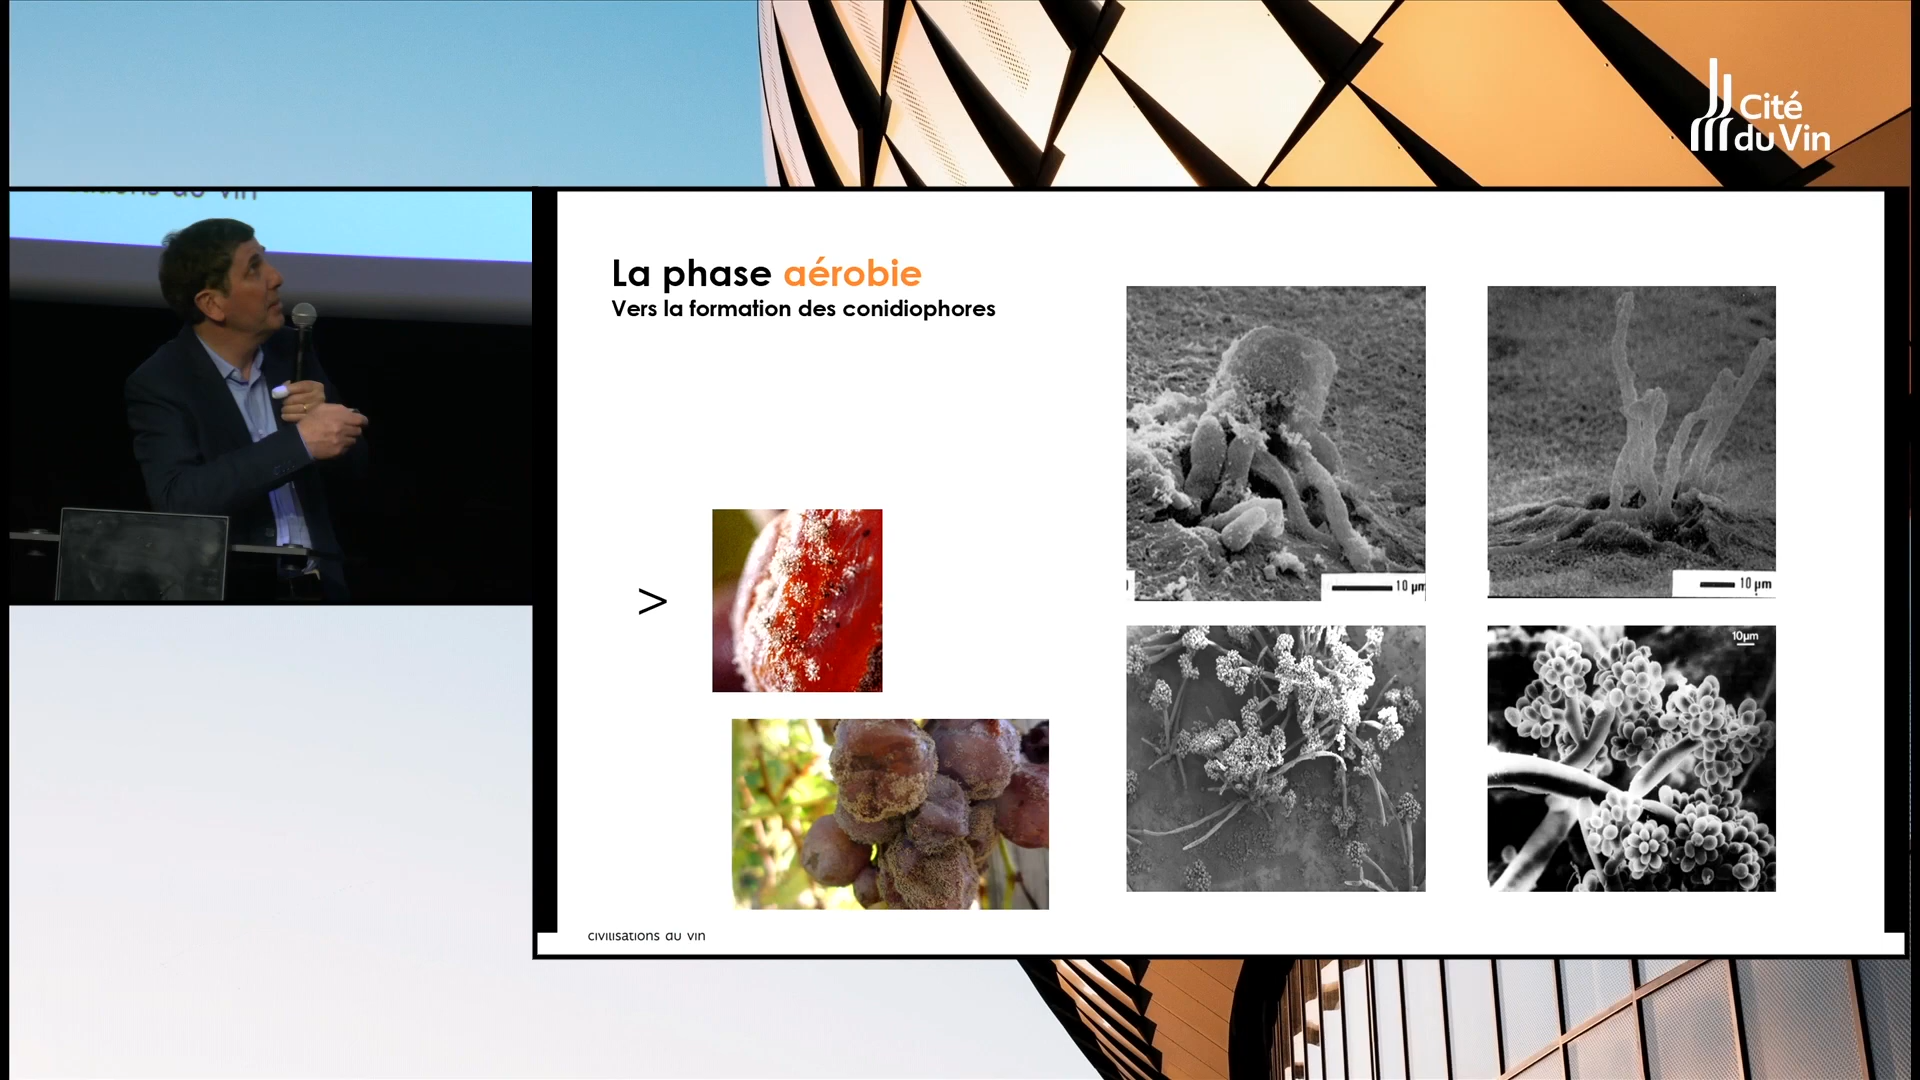 Cité
du Vin
La phase aérobie
Vers la formation des conidiophores
10 µm
10 µm
>
10µm
civilisations du vin